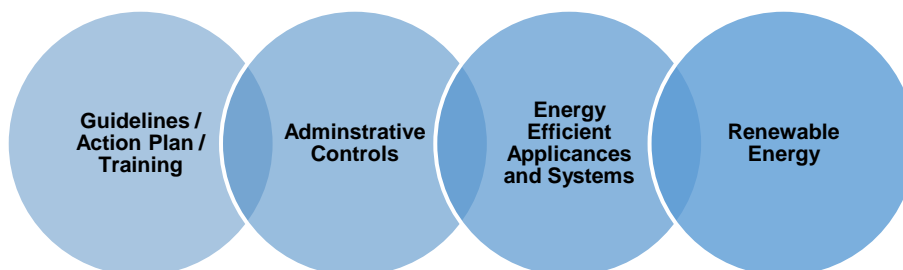 Guidelines /
Action Plan /
Training
Adminstrative
Controls
Energy
Efficient
Applicances
and Systems
Renewable
Energy